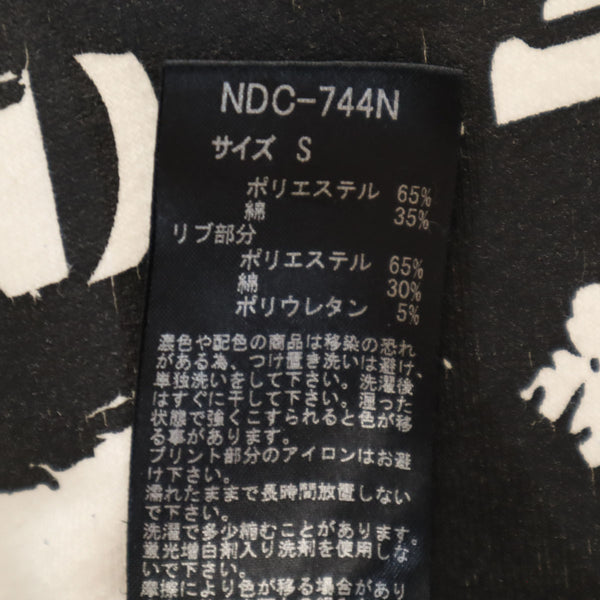 NDC-744N
サイズ S
ポリエステル 65%
綿 35%
リブ部分
ポリエステル 65%
綿 30%
ポリウレタン 5%
濃色や配色の商品は移染の恐れ
がある為、つけ置き洗いは避け、
単独洗いをして下さい。洗濯後
はすぐに干して下さい。湿った
状態で強くこすられると色が移
る事があります。
プリント部分のアイロンはお避
け下さい。
濡れたままで長時間放置しない
で下さい。
洗濯で多少縮むことがあります。
蛍光増白剤入り洗剤を使用しな
いで下さい。
摩擦により色が移る場合があり